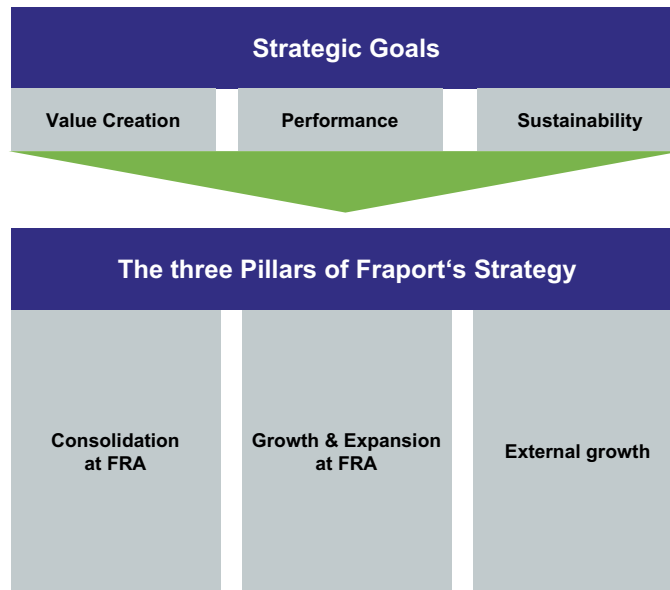 Strategic Goals
Value Creation
Performance
Sustainability
The three Pillars of Fraport‘s Strategy
Consolidation
at FRA
Growth & Expansion
at FRA
External growth